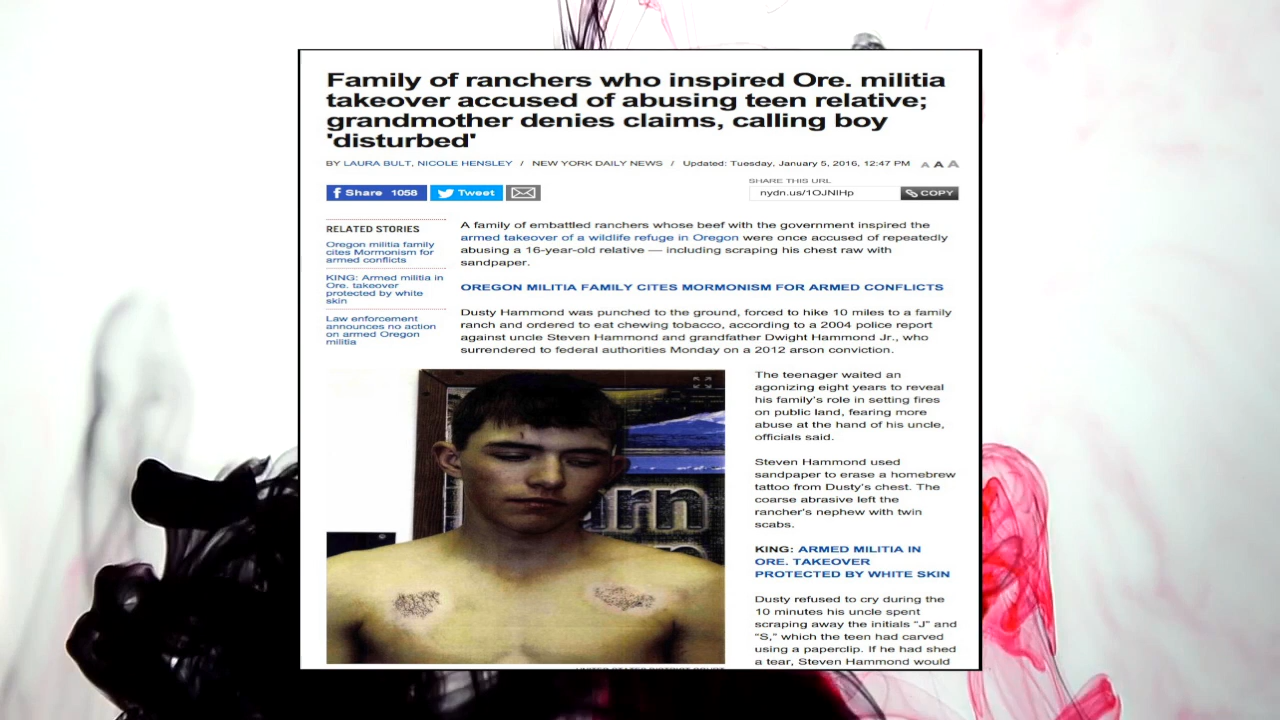 Family of ranchers who inspired Ore. militia
takeover accused of abusing teen relative;
grandmother denies claims, calling boy
'disturbed'
BY LAURA BULT, NICOLE HENSLEY / NEW YORK DAILY NEWS / Updated: Tuesday, January 5, 2016, 12:47 PM A A A
SHARE THIS URL
Share 1058 Tweet nydn.us/1OJNIHp COPY
RELATED STORIES
Oregon militia family
cites Mormonism for
armed conflicts
KING: Armed militia in
Ore. takeover
protected by white
skin
Law enforcement
announces no action
on armed Oregon
militia
A family of embattled ranchers whose beef with the government inspired the
armed takeover of a wildlife refuge in Oregon were once accused of repeatedly
abusing a 16-year-old relative — including scraping his chest raw with
sandpaper.
OREGON MILITIA FAMILY CITES MORMONISM FOR ARMED CONFLICTS
Dusty Hammond was punched to the ground, forced to hike 10 miles to a family
ranch and ordered to eat chewing tobacco, according to a 2004 police report
against uncle Steven Hammond and grandfather Dwight Hammond Jr., who
surrendered to federal authorities Monday on a 2012 arson conviction.
The teenager waited an
agonizing eight years to reveal
his family's role in setting fires
on public land, fearing more
abuse at the hand of his uncle,
officials said.
Steven Hammond used
sandpaper to erase a homebrew
tattoo from Dusty's chest. The
coarse abrasive left the
rancher's nephew with twin
scabs.
KING: ARMED MILITIA IN
ORE. TAKEOVER
PROTECTED BY WHITE SKIN
Dusty refused to cry during the
10 minutes his uncle spent
scraping away the initials "J" and
"S," which the teen had carved
using a paperclip. If he had shed
a tear, Steven Hammond would